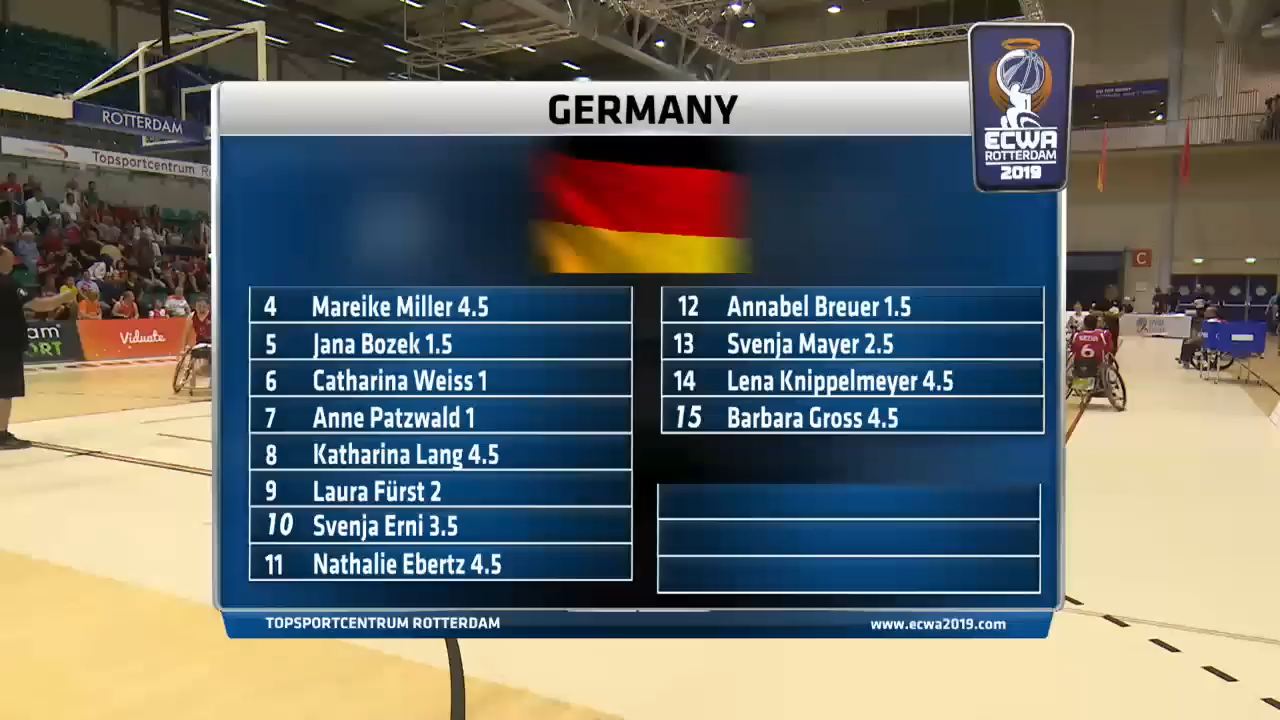 GERMANY
ECWA
ROTTERDAM
2019
ROTTERDAM
Topsportcentrum R
Viduate
C
6
4 Mareike Miller 4.5
5 Jana Bozek 1.5
6 Catharina Weiss 1
7 Anne Patzwald 1
8 Katharina Lang 4.5
9 Laura Fürst 2
10 Svenja Erni 3.5
11 Nathalie Ebertz 4.5
12 Annabel Breuer 1.5
13 Svenja Mayer 2.5
14 Lena Knippelmeyer 4.5
15 Barbara Gross 4.5
TOPSPORTCENTRUM ROTTERDAM
www.ecwa2019.com